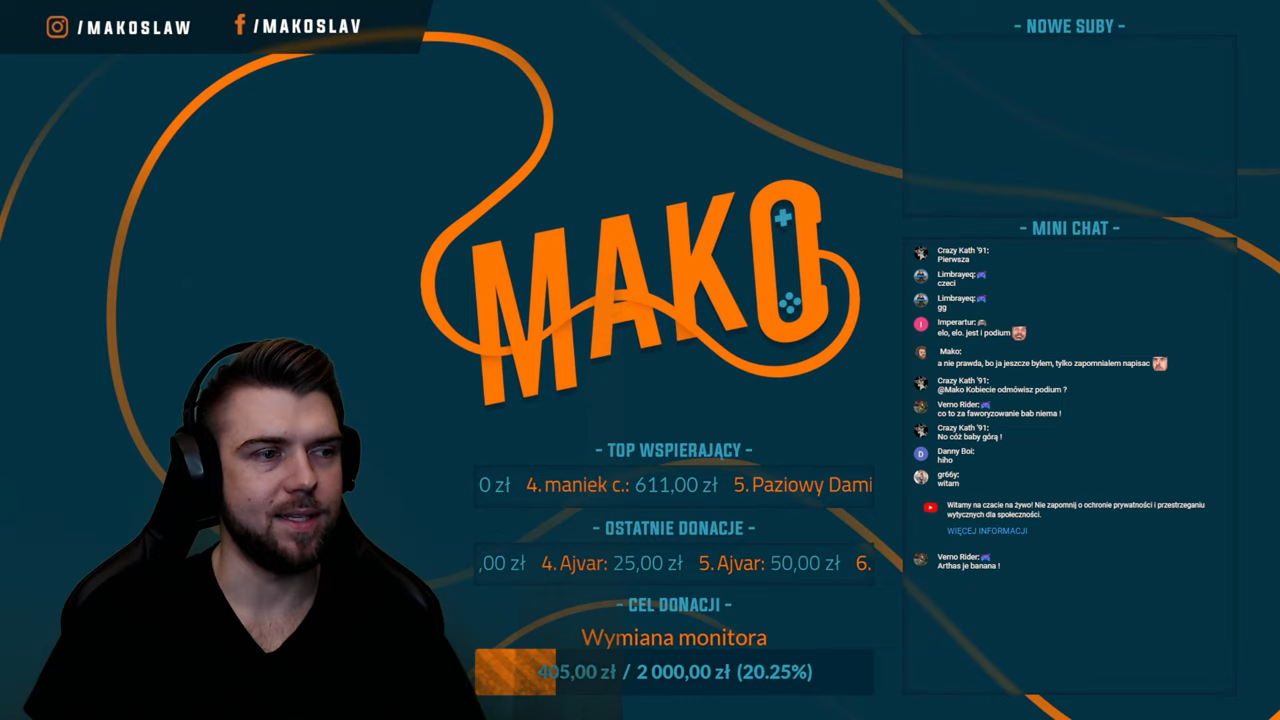 /MAKOSLAW
/MAKOSLAV
MAKO
- TOP WSPIERAJĄCY -
0 zł 4. maniek c.: 611,00 zł 5. Paziowy Dami
- OSTATNIE DONACJE -
,00 zł 4. Ajvar: 25,00 zł 5. Ajvar: 50,00 zł 6.
- CEL DONACJI -
Wymiana monitora
405,00 zł / 2 000,00 zł (20.25%)
- NOWE SUBY -
- MINI CHAT -
Crazy Kath '91:
Pierwsza
Limbrayeq:
czeci
Limbrayeq:
gg
I
Imperartur:
elo, elo. jest i podium
Mako:
a nie prawda, bo ja jeszcze bylem, tylko zapomnialem napisac
Crazy Kath '91:
@Mako Kobiecie odmówisz podium ?
Verno Rider:
co to za faworyzowanie bab niema !
Crazy Kath '91:
No cóż baby górą !
D
Danny Boi:
hiho
gr66y:
witam
Witamy na czacie na żywo! Nie zapomnij o ochronie prywatności i przestrzeganiu
wytycznych dla społeczności.
WIĘCEJ INFORMACJI
Verno Rider:
Arthas je banana !